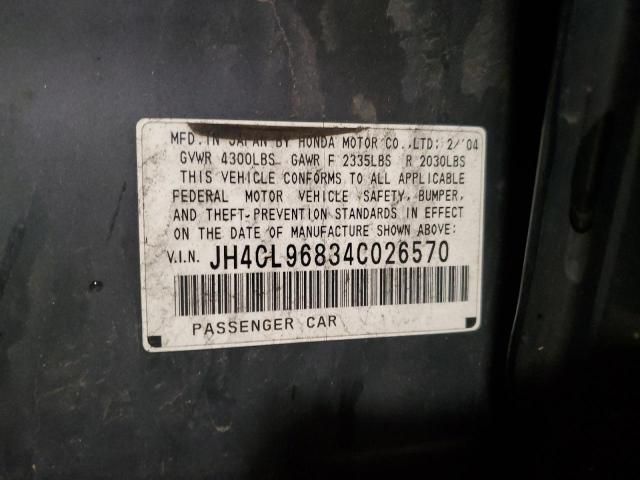 MFD. IN JAPAN BY HONDA MOTOR CO., LTD: 2/'04
GVWR 4300LBS GAWR F 2335LBS R 2030LBS
THIS VEHICLE CONFORMS TO ALL APPLICABLE
FEDERAL MOTOR VEHICLE SAFETY, BUMPER,
AND THEFT-PREVENTION STANDARDS IN EFFECT
ON THE DATE OF MANUFACTURE SHOWN ABOVE:
V.I.N. JH4CL96834C026570
PASSENGER CAR